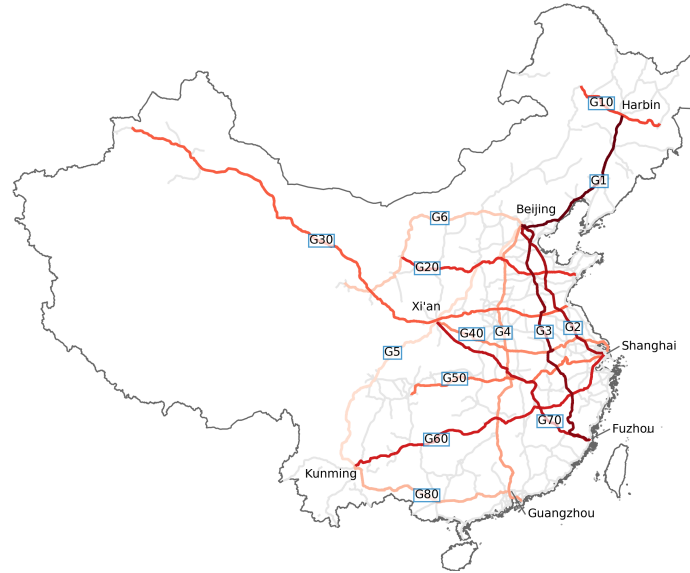 G10
Harbin
G1
Beijing
G6
G30
G20
Xi'an
G40
G4
G3
G2
Shanghai
G5
G50
G70
Fuzhou
G60
Kunming
G80
Guangzhou